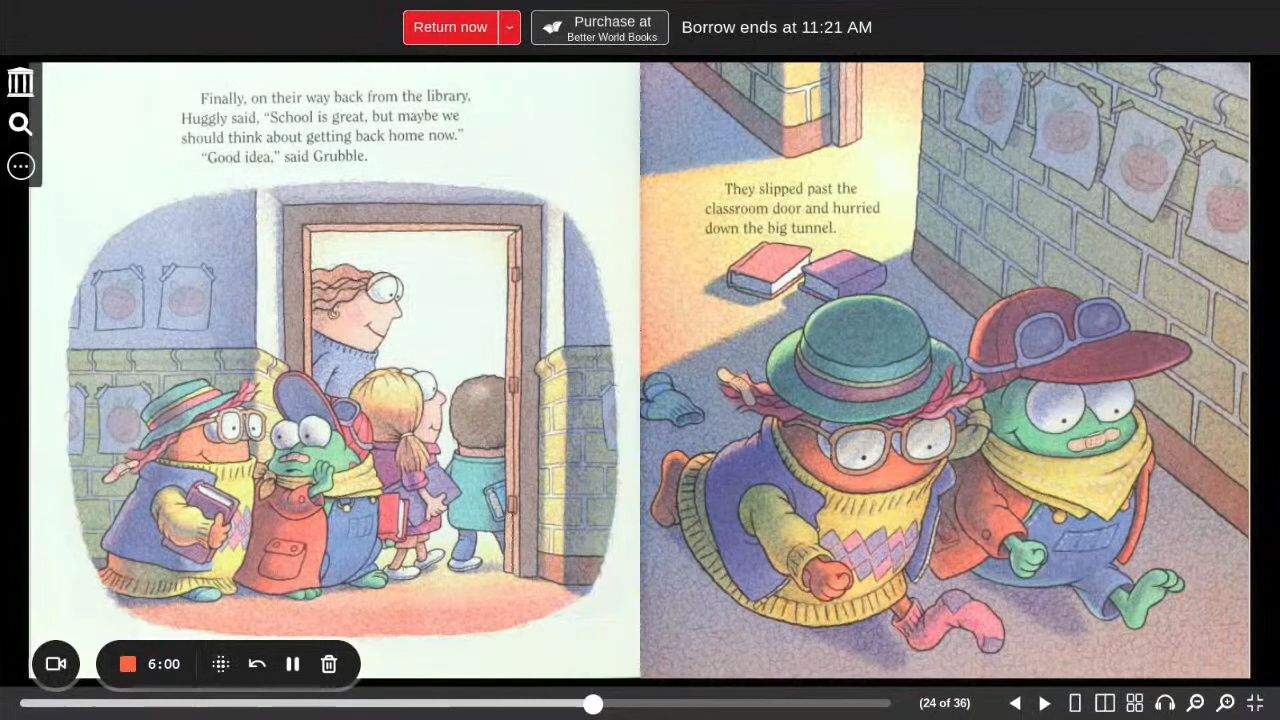 Return now
Purchase at
Better World Books
Borrow ends at 11:21 AM
Finally, on their way back from the library,
Huggly said, “School is great, but maybe we
should think about getting back home now.”
“Good idea,” said Grubble.
They slipped past the
classroom door and hurried
down the big tunnel.
6:00
(24 of 36)